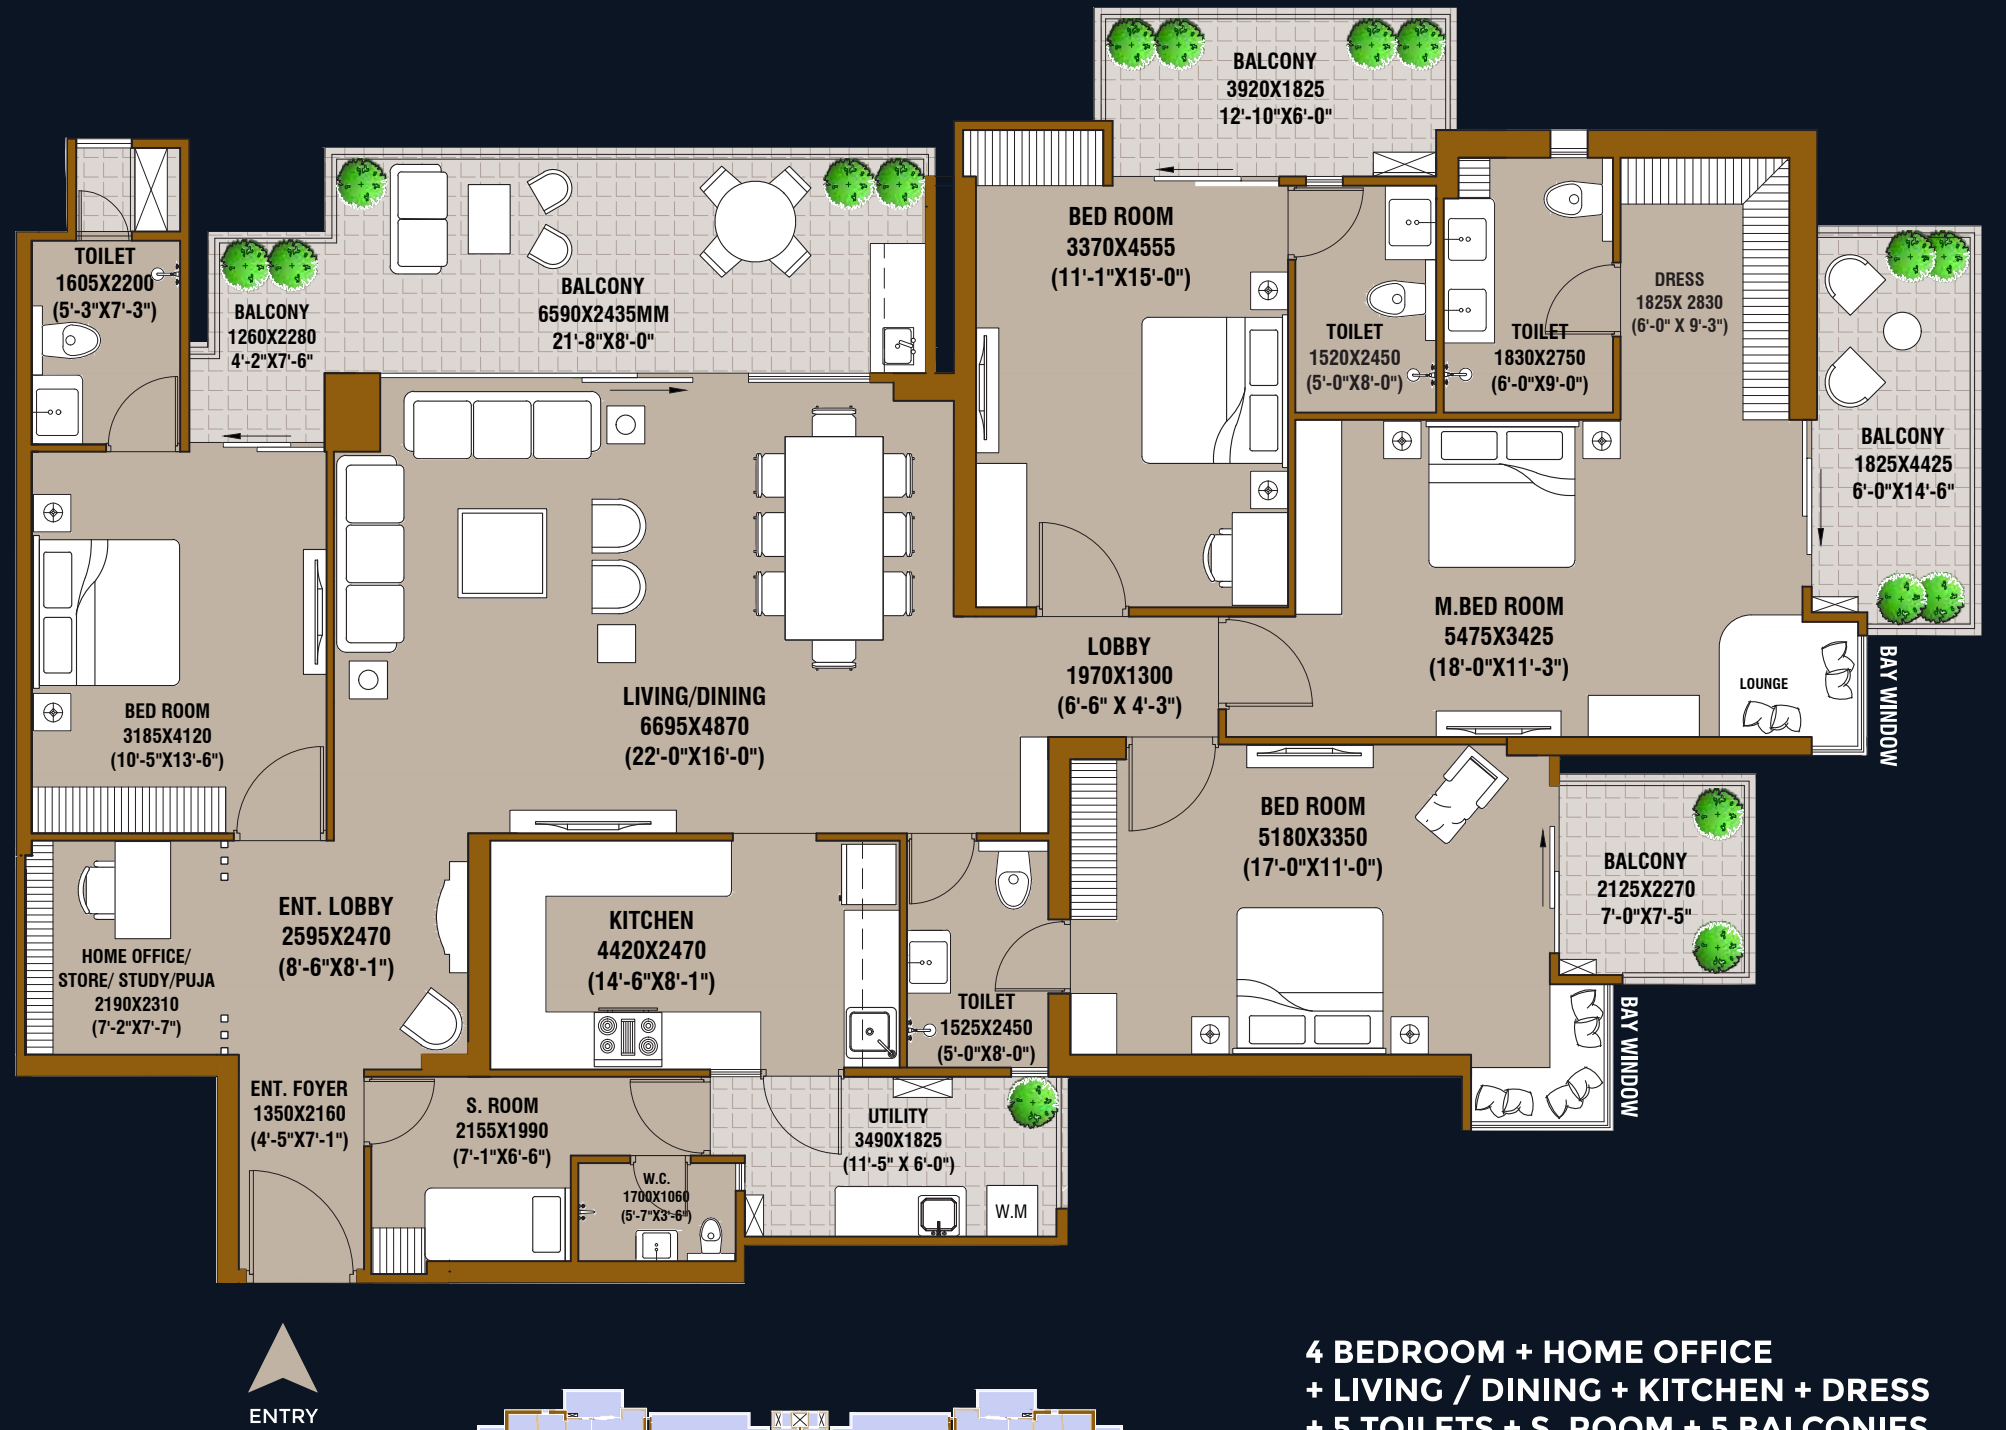 BALCONY
3920X1825
12'-10"X6'-0"
TOILET
1605X2200
(5'-3"X7'-3")
BALCONY
1260X2280
4'-2"X7'-6"
BALCONY
6590X2435MM
21'-8"X8'-0"
BED ROOM
3370X4555
(11'-1"X15'-0")
TOILET
1520X2450
(5'-0"X8'-0")
TOILET
1830X2750
(6'-0"X9'-0")
DRESS
1825X 2830
(6'-0" X 9'-3")
BALCONY
1825X4425
6'-0"X14'-6"
BED ROOM
3185X4120
(10'-5"X13'-6")
LIVING/DINING
6695X4870
(22'-0"X16'-0")
LOBBY
1970X1300
(6'-6" X 4'-3")
M.BED ROOM
5475X3425
(18'-0"X11'-3")
LOUNGE
BAY WINDOW
HOME OFFICE/
STORE/ STUDY/PUJA
2190X2310
(7'-2"X7'-7")
ENT. LOBBY
2595X2470
(8'-6"X8'-1")
KITCHEN
4420X2470
(14'-6"X8'-1")
TOILET
1525X2450
(5'-0"X8'-0")
BED ROOM
5180X3350
(17'-0"X11'-0")
BALCONY
2125X2270
7'-0"X7'-5"
BAY WINDOW
ENT. FOYER
1350X2160
(4'-5"X7'-1")
S. ROOM
2155X1990
(7'-1"X6'-6")
W.C.
1700X1060
(5'-7"X3'-6")
UTILITY
3490X1825
(11'-5" X 6'-0")
W.M
ENTRY
4 BEDROOM + HOME OFFICE
+ LIVING / DINING + KITCHEN + DRESS
+ 5 TOILETS + S. ROOM + 5 BALCONIES